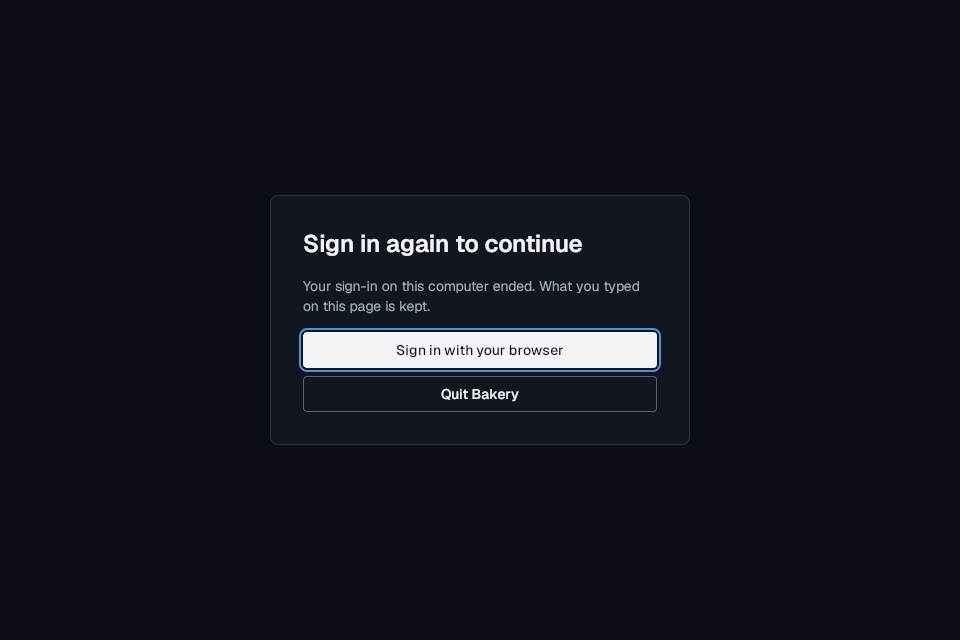 Sign in again to continue
Your sign-in on this computer ended. What you typed
on this page is kept.
Sign in with your browser
Quit Bakery